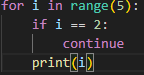 for i in range(5):
    if i == 2:
        continue
    print(i)